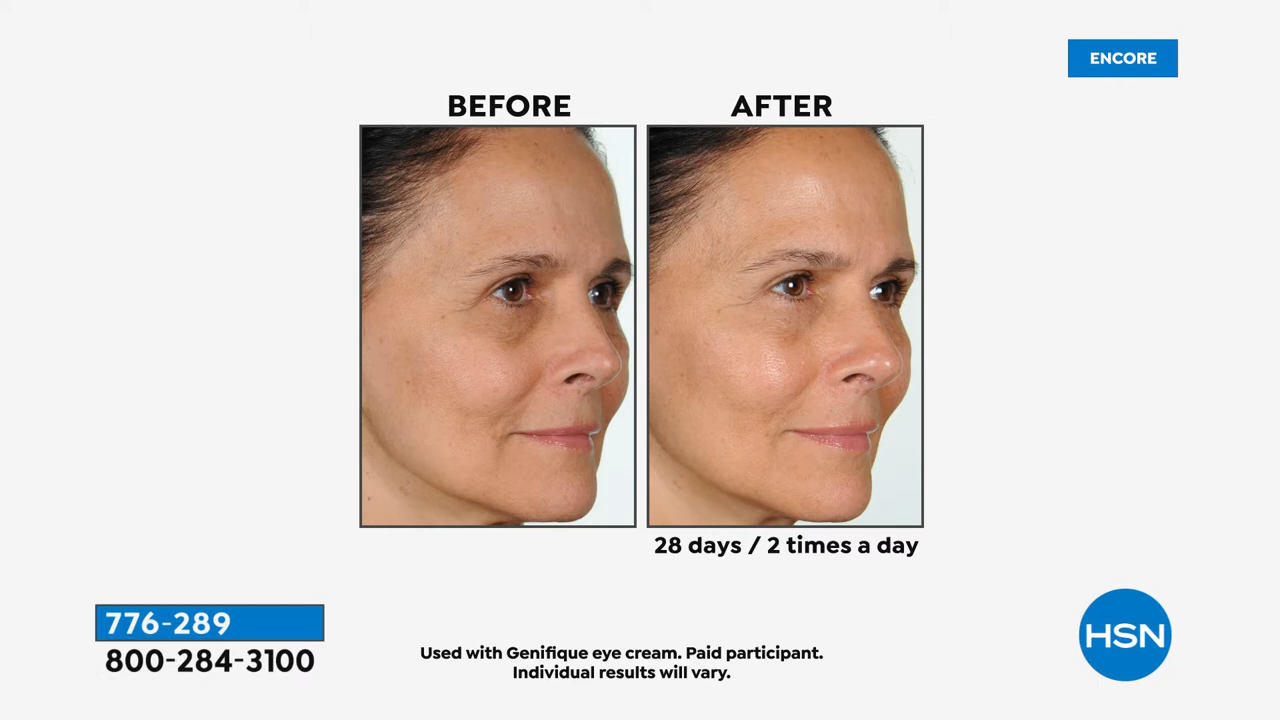 ENCORE
BEFORE
AFTER
28 days / 2 times a day
776-289
800-284-3100
Used with Genifique eye cream. Paid participant.
Individual results will vary.
HSN